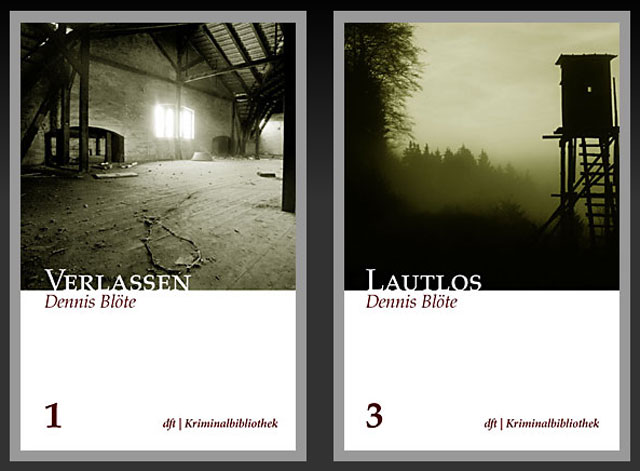 VERLASSEN
Dennis Blöte
1
dft | Kriminalbibliothek
LAUTLOS
Dennis Blöte
3
dft | Kriminalbibliothek